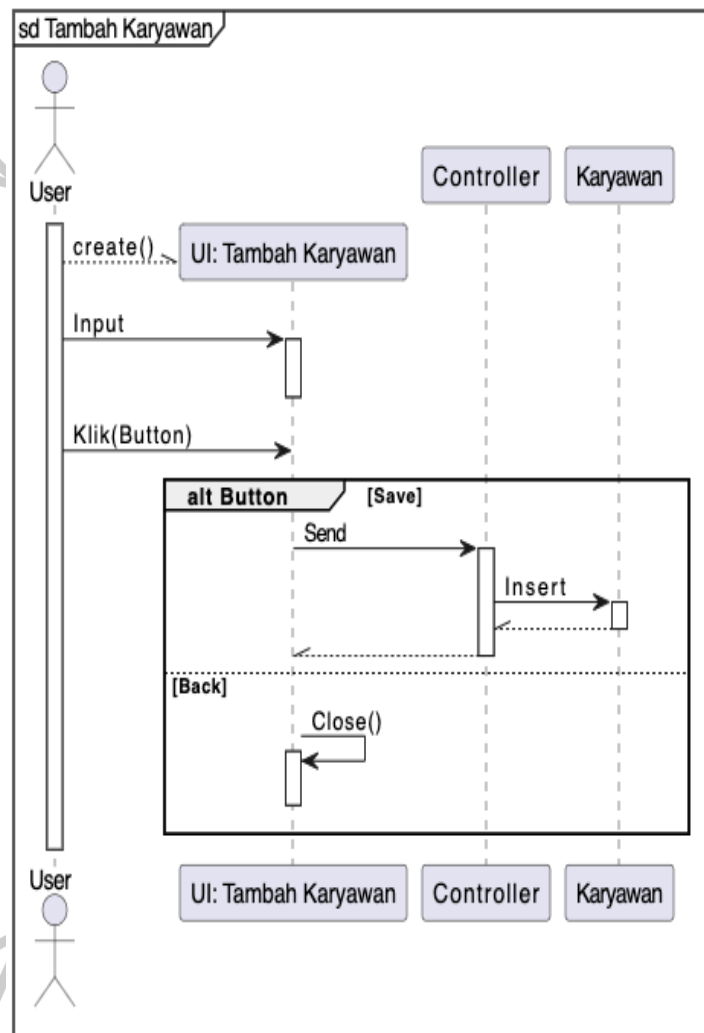 sd Tambah Karyawan
User
Controller
Karyawan
create()
UI: Tambah Karyawan
Input
Klik(Button)
alt Button
[Save]
Send
Insert
[Back]
Close()
User
UI: Tambah Karyawan
Controller
Karyawan